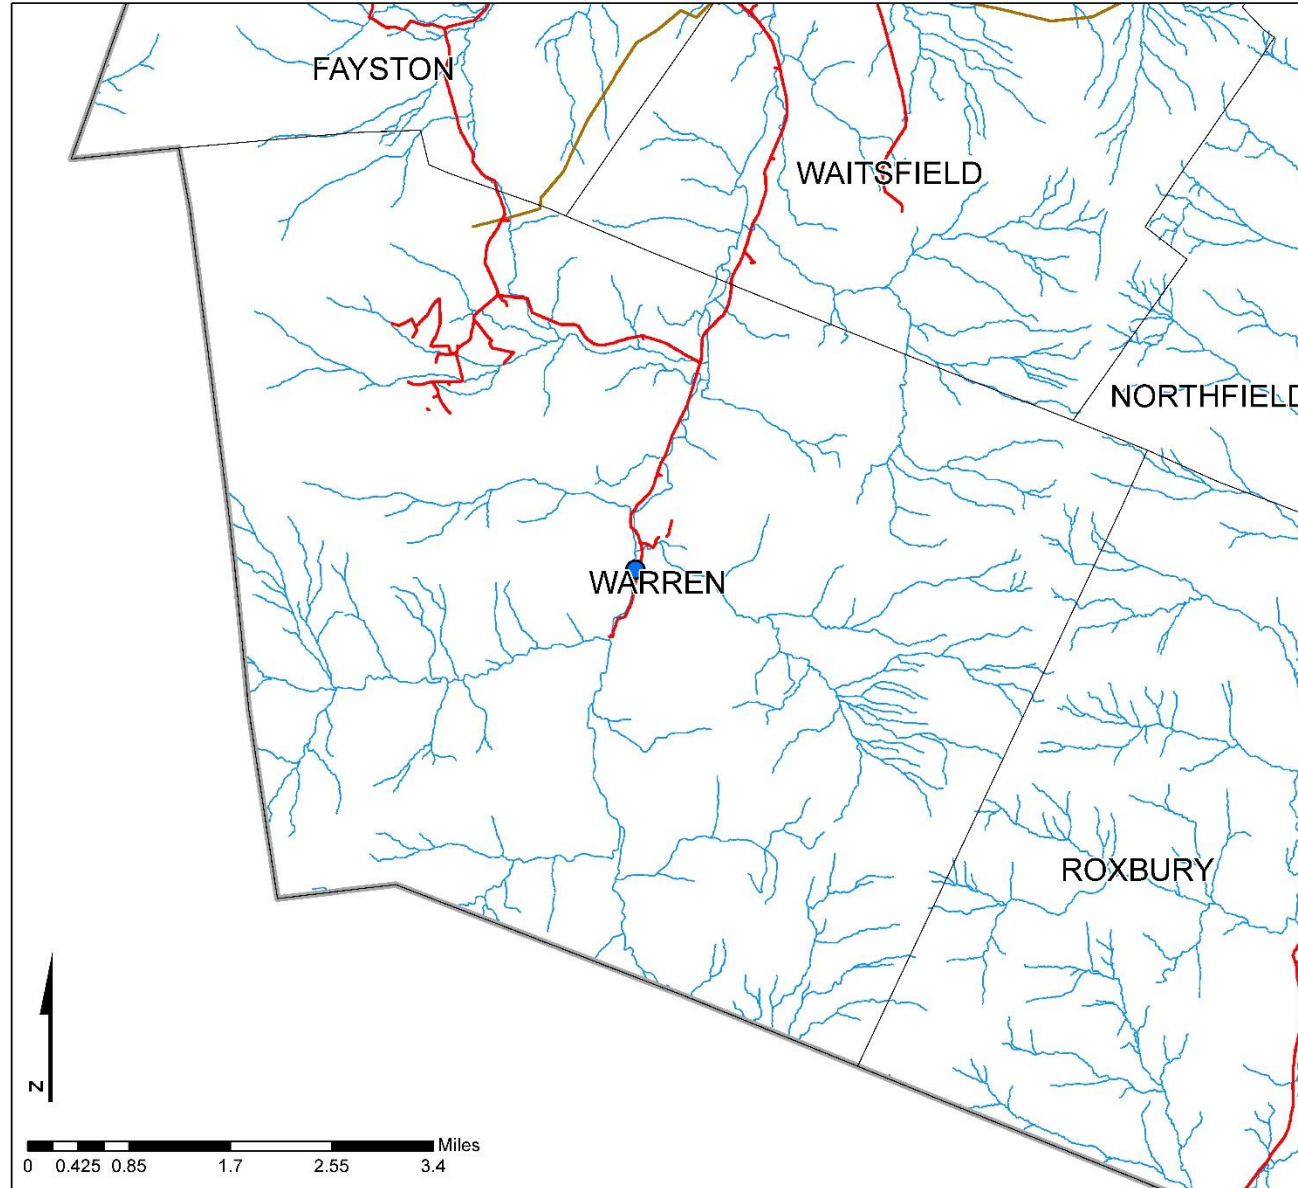 FAYSTON
WAITSFIELD
NORTHFIELD
WARREN
ROXBURY
N
Miles
0 0.425 0.85 1.7 2.55 3.4